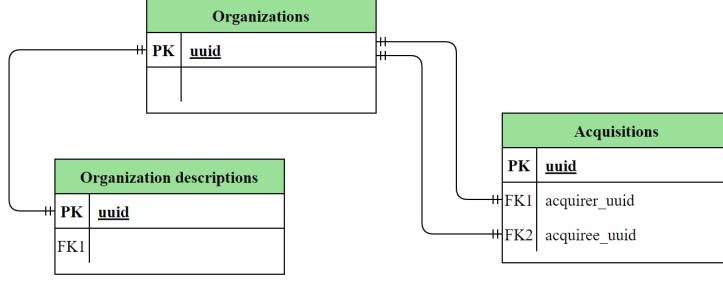 Organizations
PK uuid
Organization descriptions
PK uuid
FK1
Acquisitions
PK uuid
FK1 acquirer_uuid
FK2 acquiree_uuid